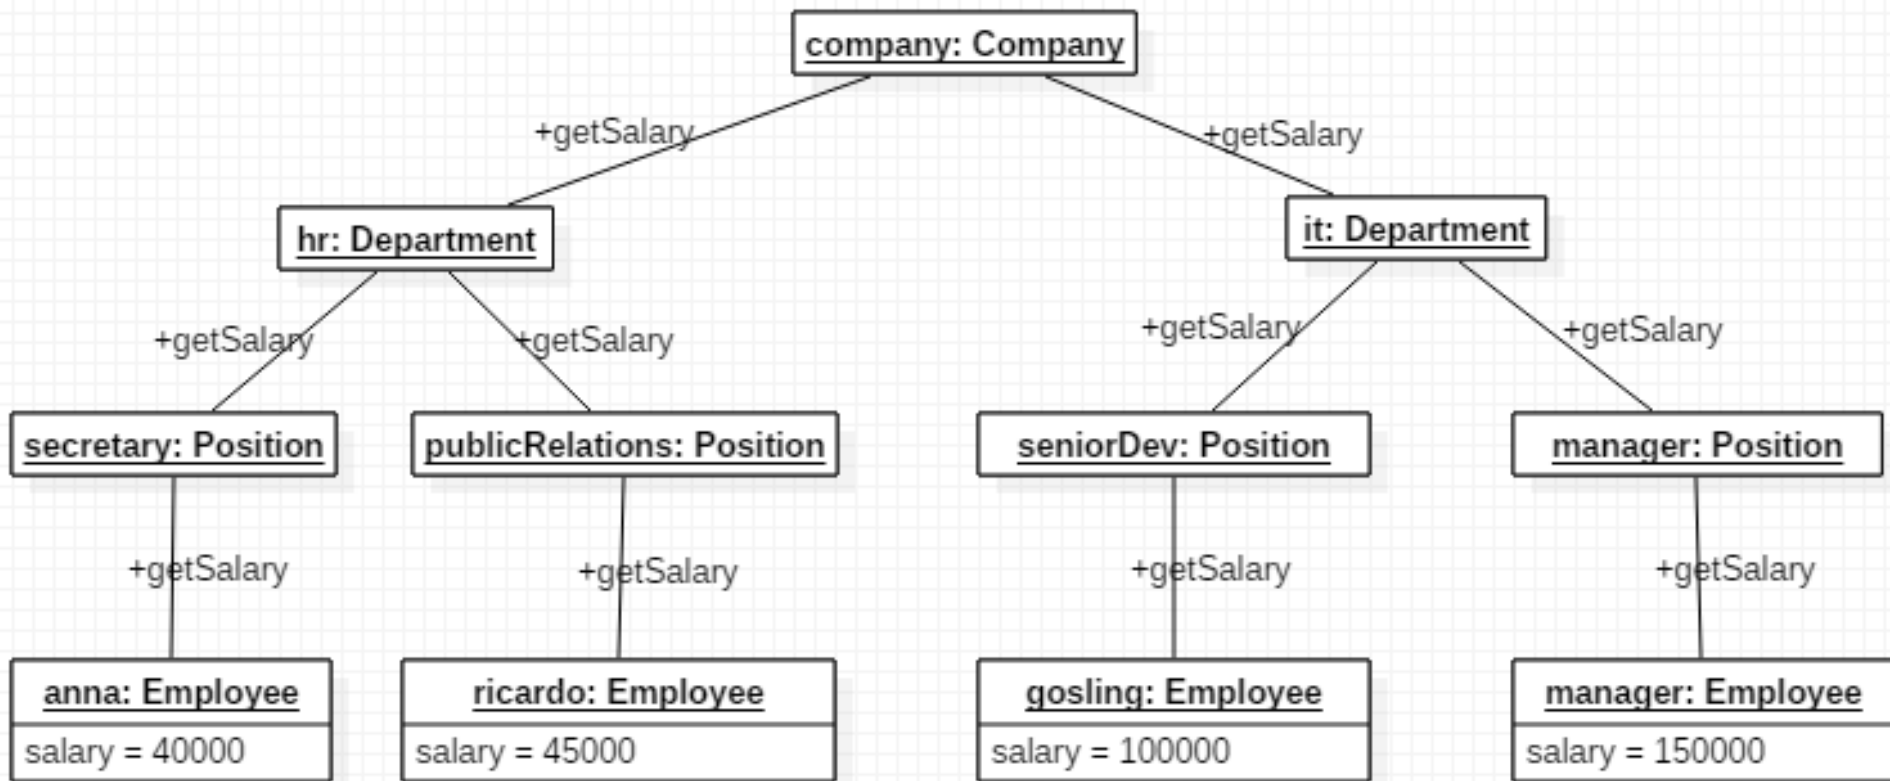 company: Company
+getSalary
+getSalary
hr: Department
it: Department
+getSalary
+getSalary
+getSalary
+getSalary
secretary: Position
publicRelations: Position
seniorDev: Position
manager: Position
+getSalary
+getSalary
+getSalary
+getSalary
anna: Employee
salary = 40000
ricardo: Employee
salary = 45000
gosling: Employee
salary = 100000
manager: Employee
salary = 150000